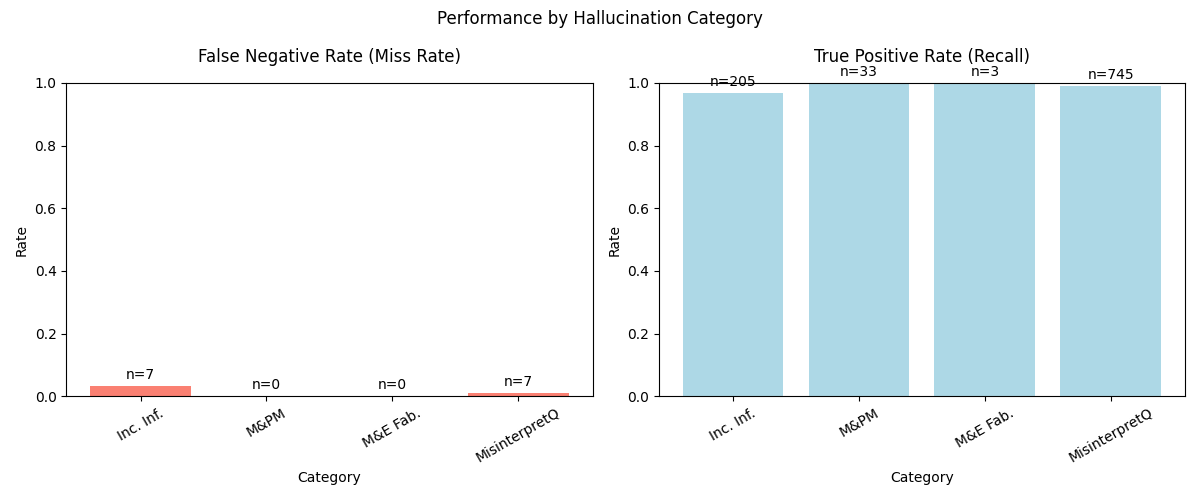 Performance by Hallucination Category
False Negative Rate (Miss Rate)
1.0
0.8
0.6
0.4
0.2
0.0
Rate
n=7
n=0
n=0
n=7
Inc. Inf.
M&PM
M&E Fab.
MisinterpretQ
Category
True Positive Rate (Recall)
1.0
0.8
0.6
0.4
0.2
0.0
Rate
n=205
n=33
n=3
n=745
Inc. Inf.
M&PM
M&E Fab.
MisinterpretQ
Category